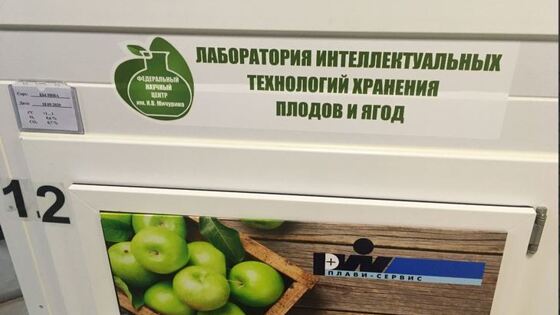 ЛАБОРАТОРИЯ ИНТЕЛЛЕКТУАЛЬНЫХ
ТЕХНОЛОГИЙ ХРАНЕНИЯ
ПЛОДОВ И ЯГОД
ФЕДЕРАЛЬНЫЙ
НАУЧНЫЙ
ЦЕНТР
им. И.В. Мичурина
12
ПЛАВИ-СЕРВИС